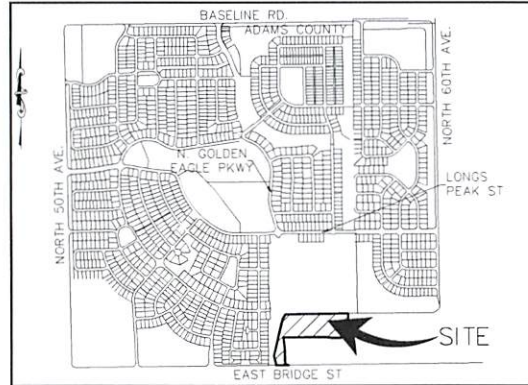 BASELINE RD.
ADAMS COUNTY
NORTH 60TH AVE.
N. GOLDEN
EAGLE PKWY
LONGS
PEAK ST
NORTH 50TH AVE.
SITE
EAST BRIDGE ST